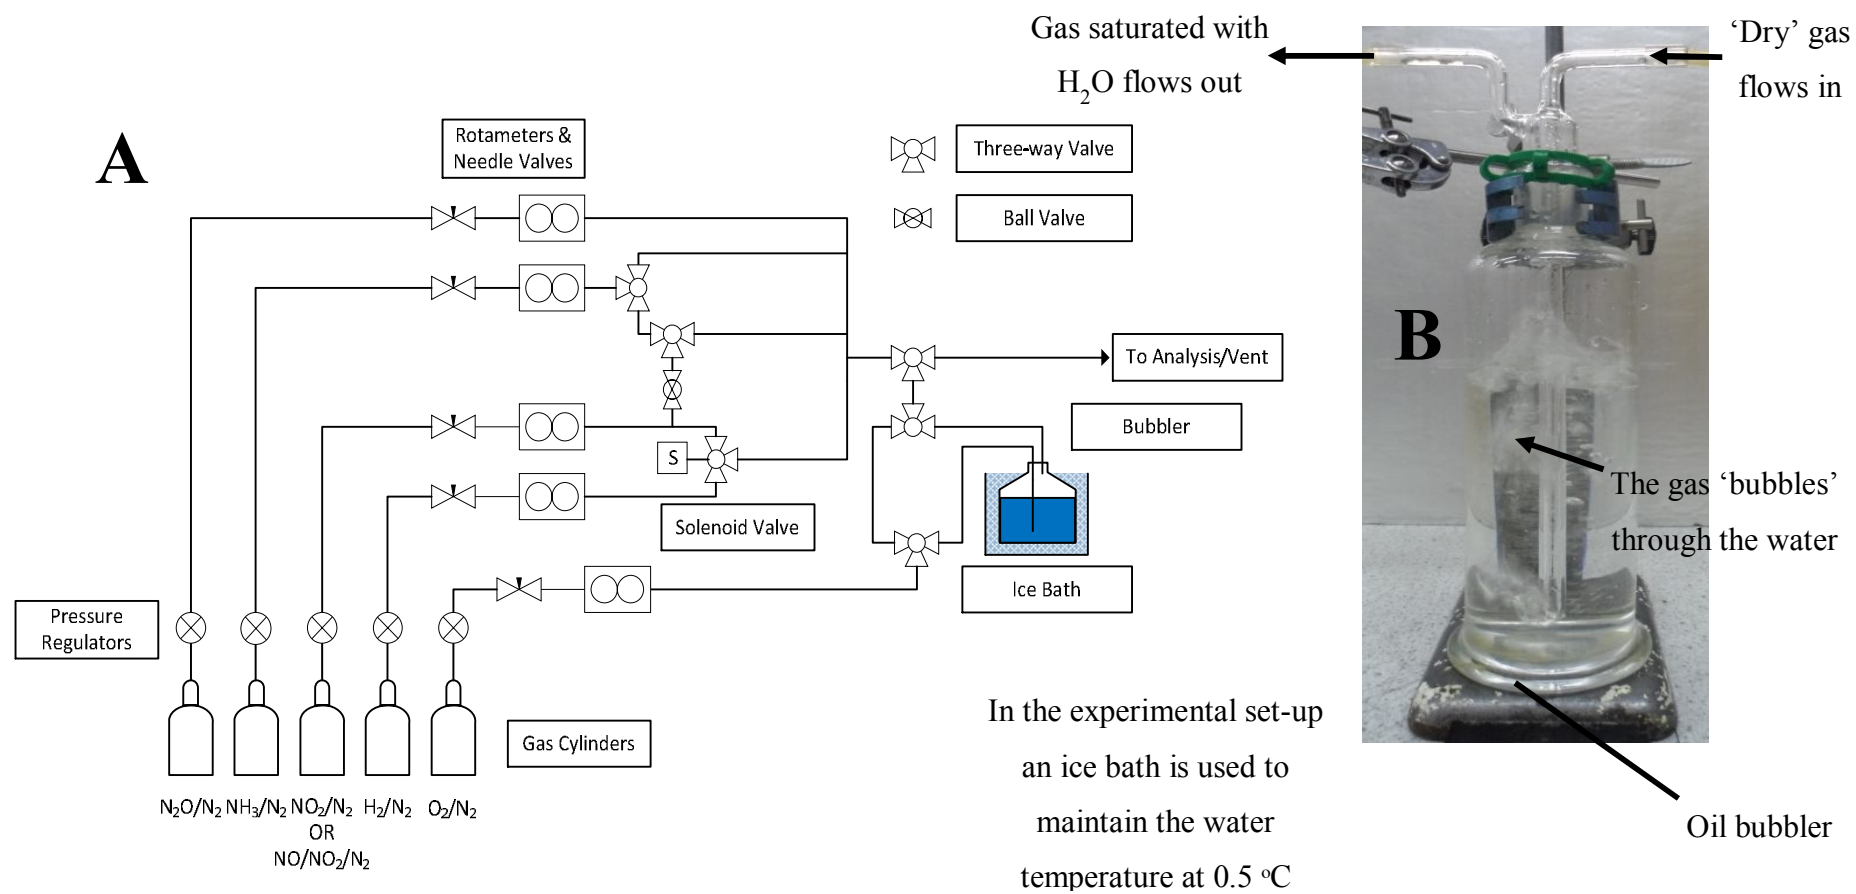 A
Rotameters &
Needle Valves
Three-way Valve
Ball Valve
To Analysis/Vent
Bubbler
S
Solenoid Valve
Ice Bath
Pressure
Regulators
Gas Cylinders
N₂O/N₂ NH₃/N₂ NO₂/N₂ H₂/N₂ O₂/N₂
OR
NO/NO₂/N₂
Gas saturated with
H₂O flows out
‘Dry’ gas
flows in
B
The gas ‘bubbles’
through the water
In the experimental set-up
an ice bath is used to
maintain the water
temperature at 0.5 °C
Oil bubbler